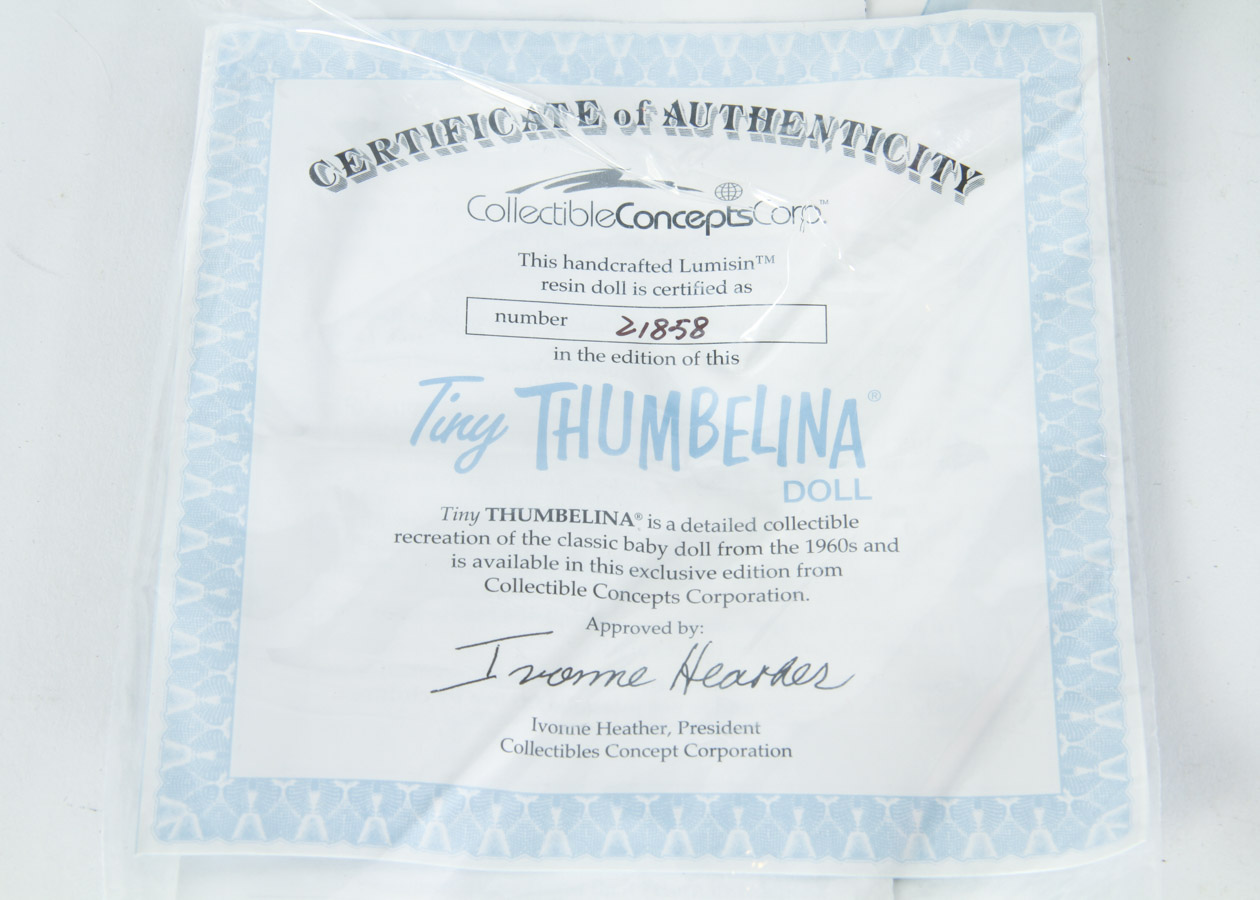 CERTIFICATE of AUTHENTICITY
CollectibleConceptsCorp.™
This handcrafted Lumisin™
resin doll is certified as
number 21858
in the edition of this
Tiny THUMBELINA®
DOLL
Tiny THUMBELINA® is a detailed collectible
recreation of the classic baby doll from the 1960s and
is available in this exclusive edition from
Collectible Concepts Corporation.
Approved by:
Ivonne Hearder
Ivonne Heather, President
Collectibles Concept Corporation